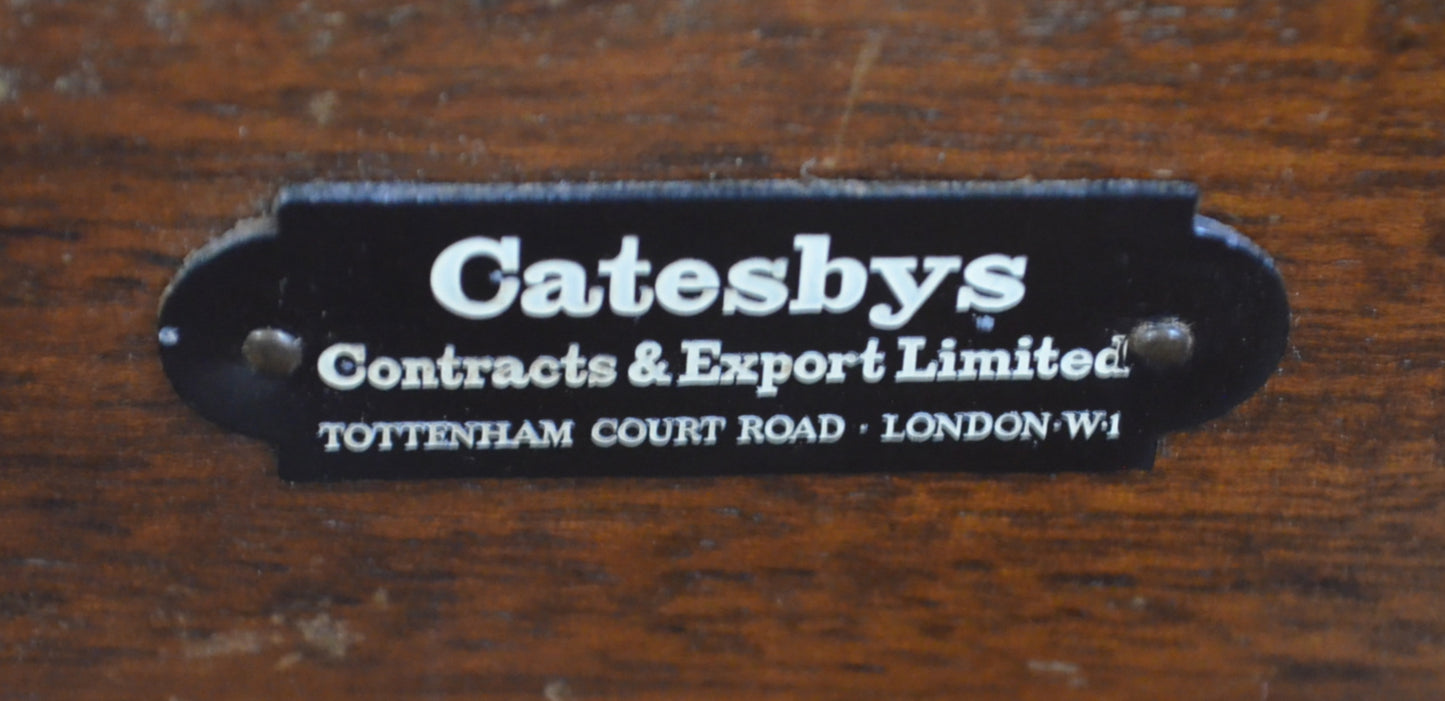 Catesbys
Contracts & Export Limited
TOTTENHAM COURT ROAD · LONDON·W·1